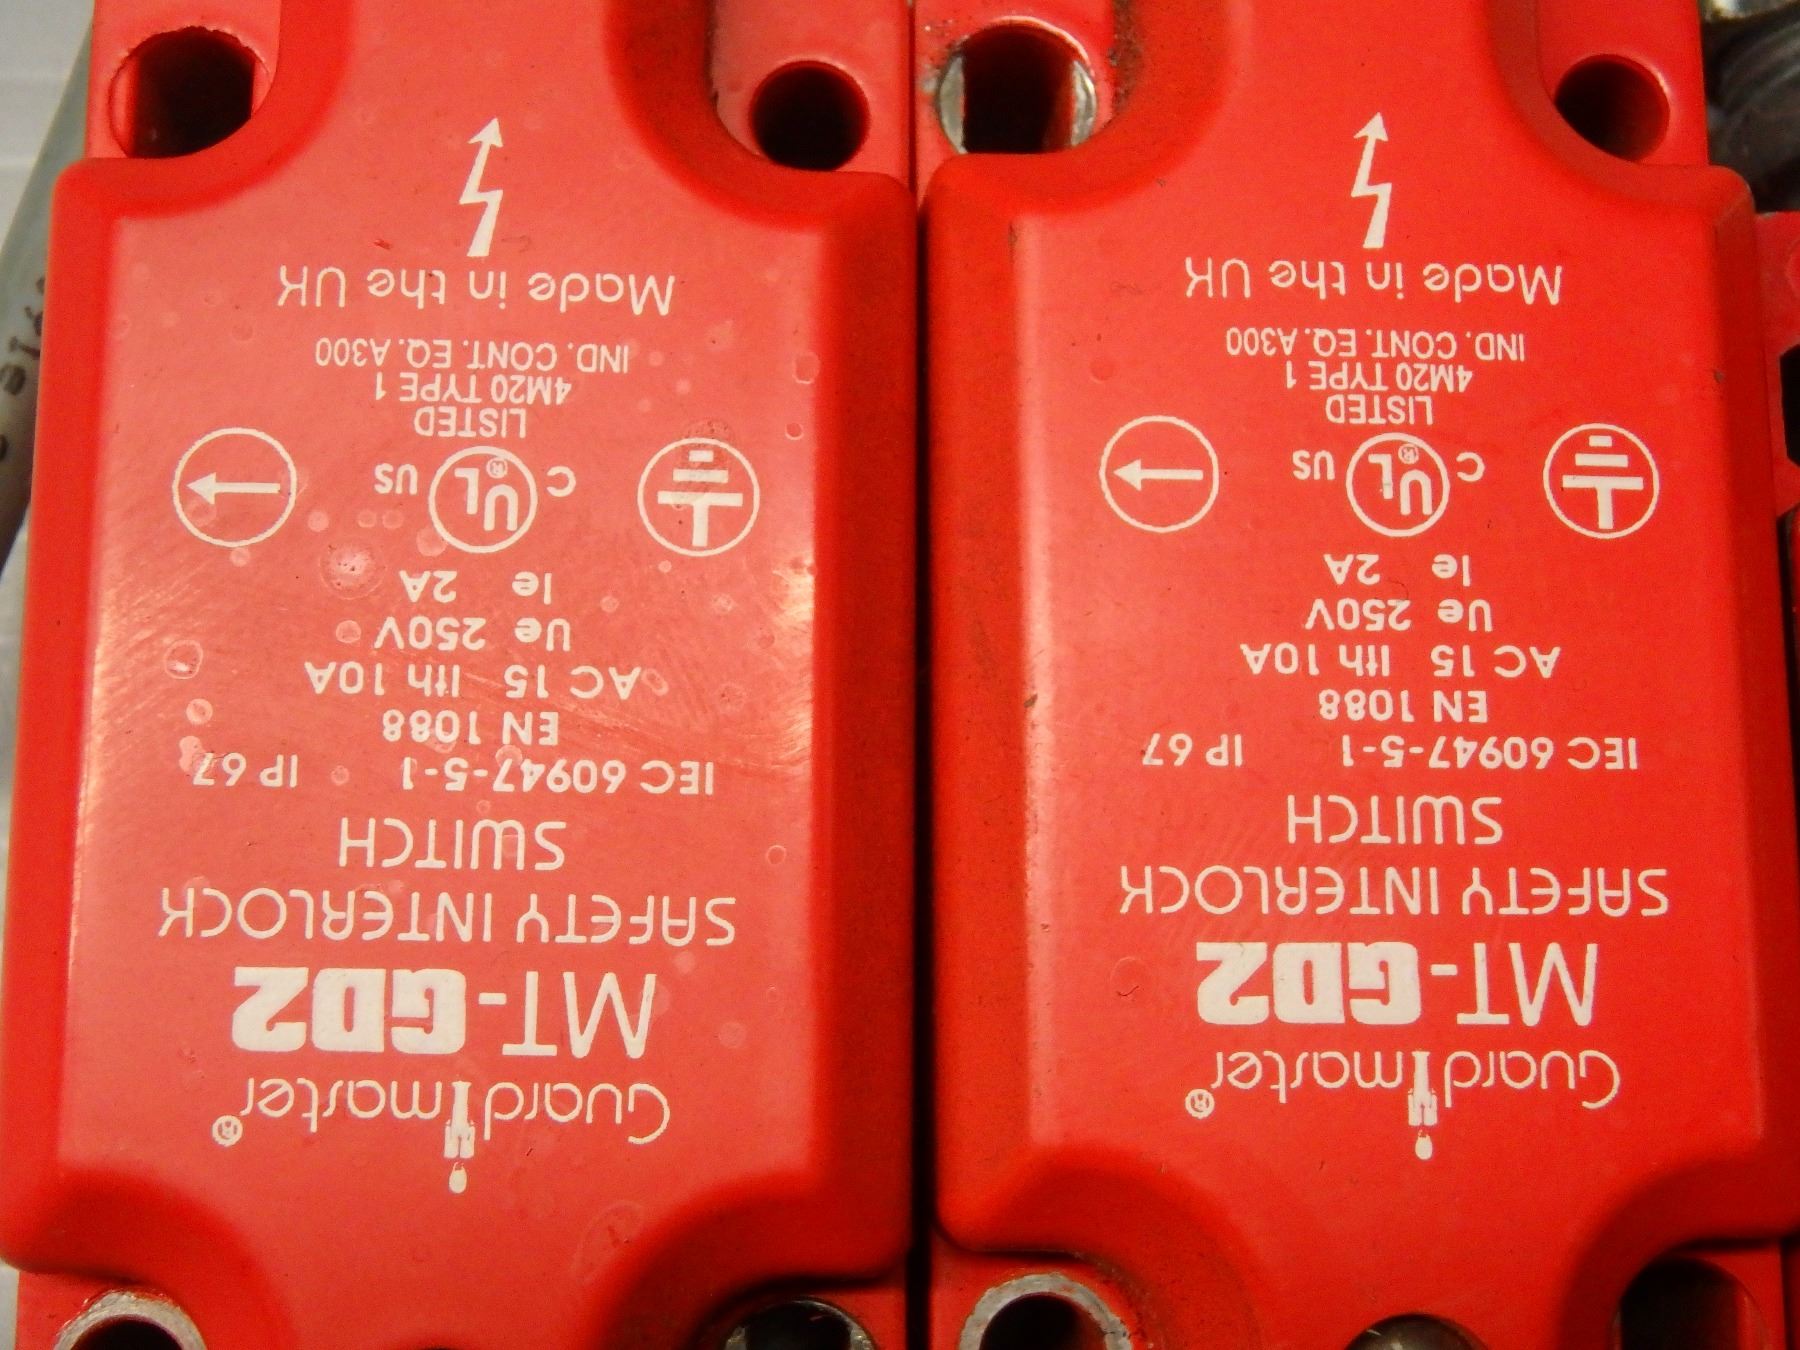 Guardmaster®
MT-GD2
SAFETY INTERLOCK
SWITCH
IEC 60947-5-1 IP 67
EN 1088
AC 15 Ith 10A
Ue 250V
Ie 2A
C UL® US
LISTED
4M20 TYPE 1
IND. CONT. EQ. A300
Made in the UK
Guardmaster®
MT-GD2
SAFETY INTERLOCK
SWITCH
IEC 60947-5-1 IP 67
EN 1088
AC 15 Ith 10A
Ue 250V
Ie 2A
C UL® US
LISTED
4M20 TYPE 1
IND. CONT. EQ. A300
Made in the UK